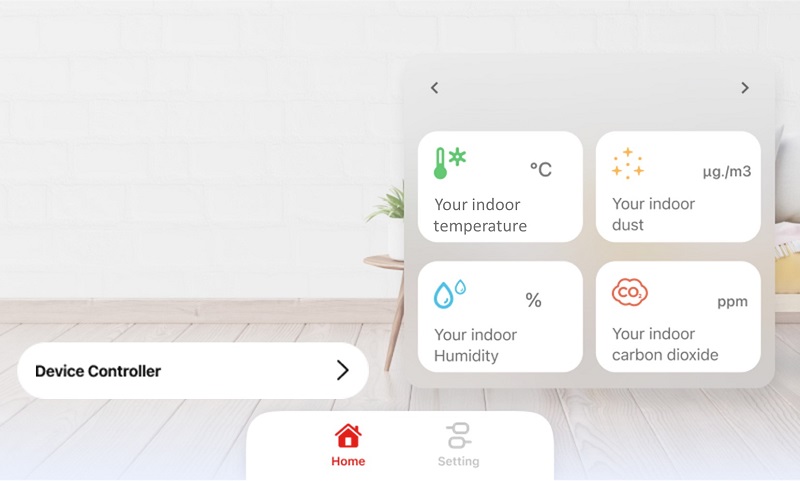 °C
Your indoor
temperature
µg./m3
Your indoor
dust
%
Your indoor
Humidity
CO₂
ppm
Your indoor
carbon dioxide
Device Controller
Home
Setting